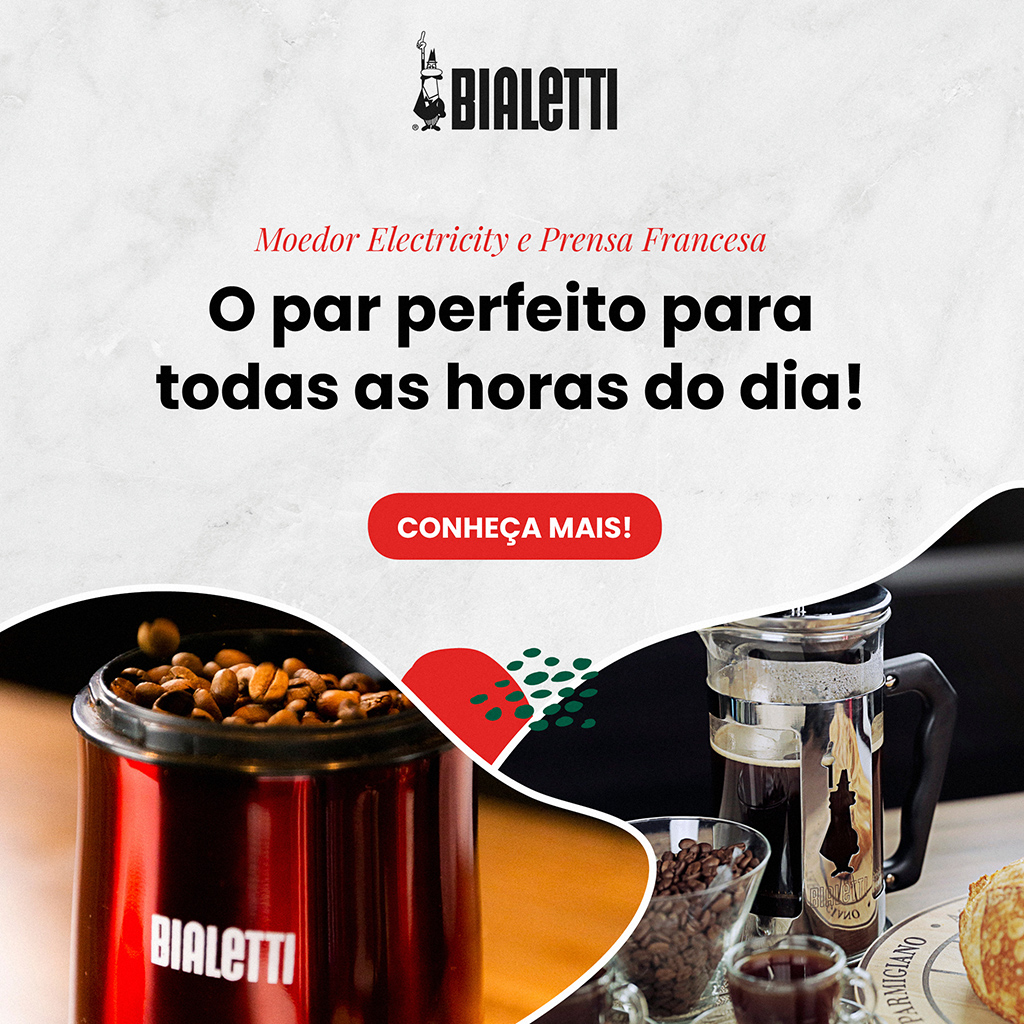 BIALETTI
Moedor Electricity e Prensa Francesa
O par perfeito para
todas as horas do dia!
CONHEÇA MAIS!
BIALETTI
BIALETTI
PARMIGIANO